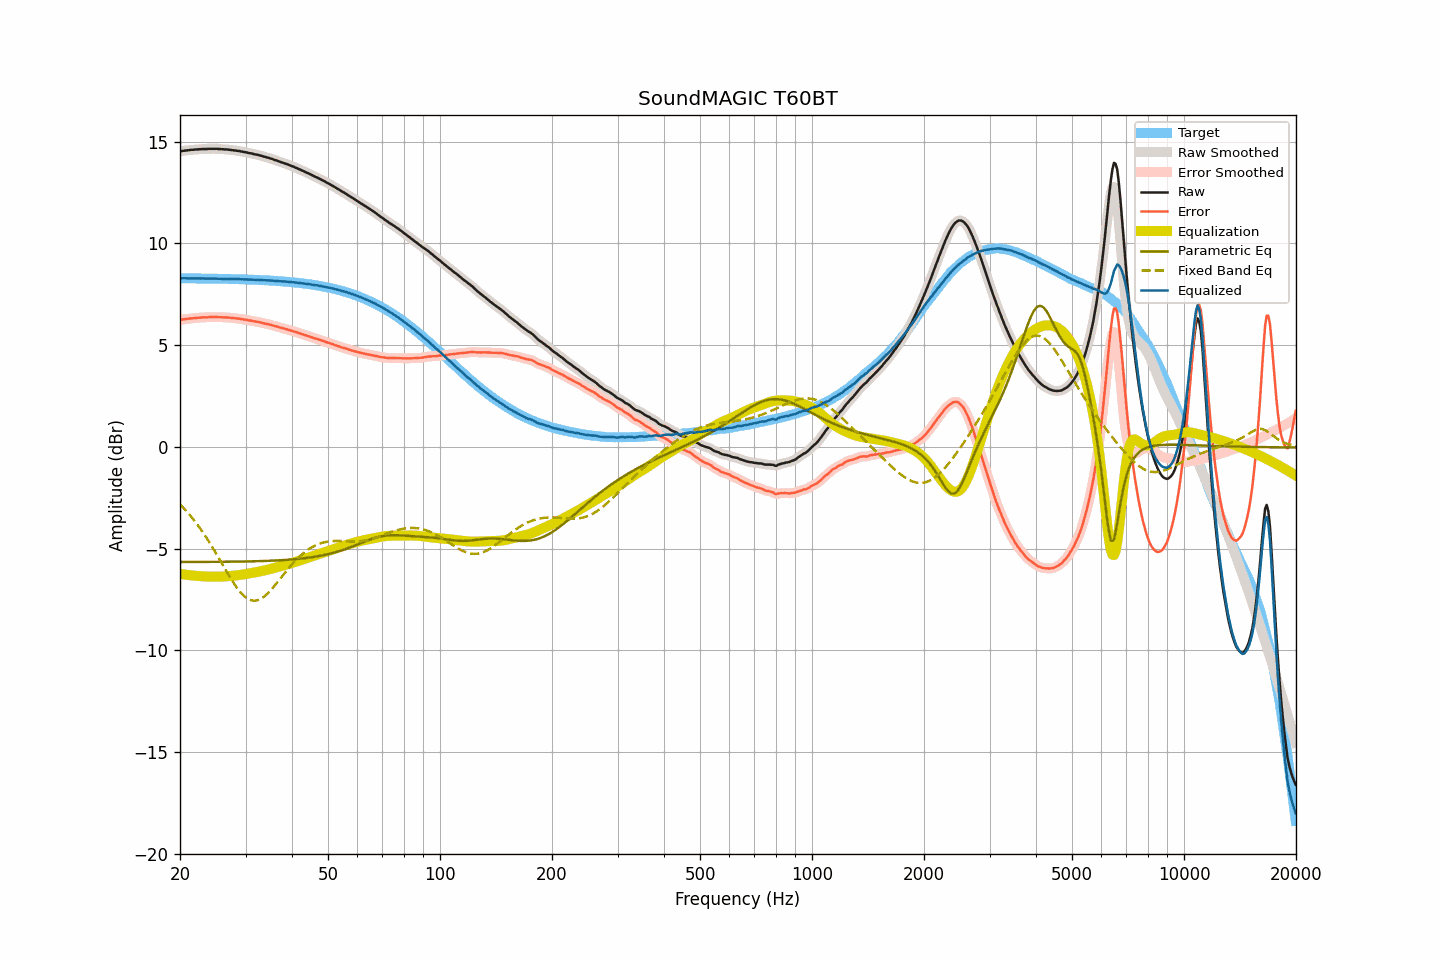 SoundMAGIC T60BT
Target
Raw Smoothed
Error Smoothed
Raw
Error
Equalization
Parametric Eq
Fixed Band Eq
Equalized
Amplitude (dBr)
15
10
5
0
−5
−10
−15
−20
20 50 100 200 500 1000 2000 5000 10000 20000
Frequency (Hz)